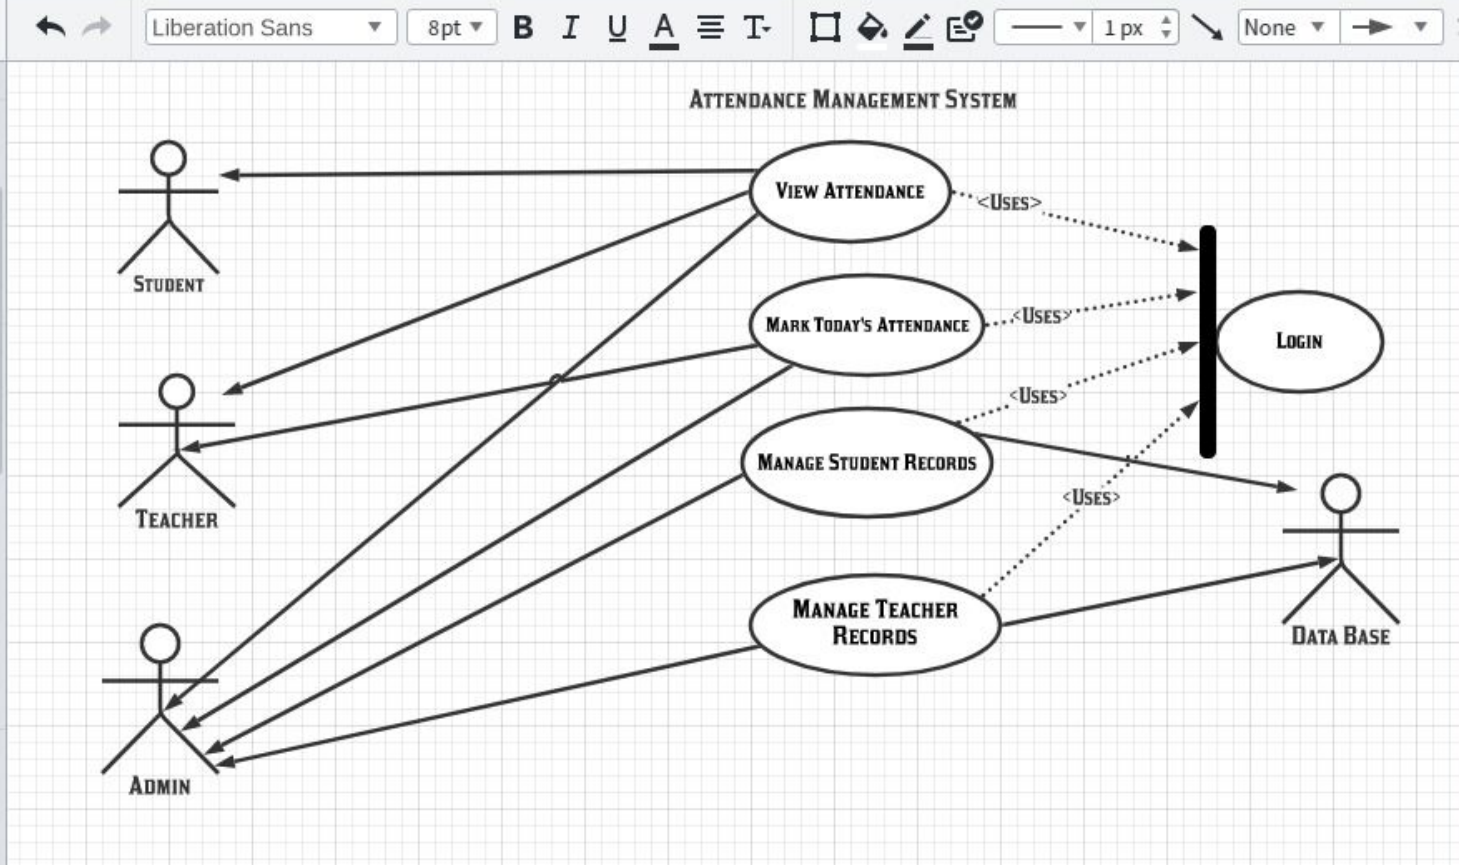 Liberation Sans 8pt B I U A T 1 px None
Attendance Management System
View Attendance
<Uses>
Student
Mark Today's Attendance
<Uses>
Login
<Uses>
Manage Student Records
<Uses>
Teacher
Manage Teacher
Records
Data Base
Admin